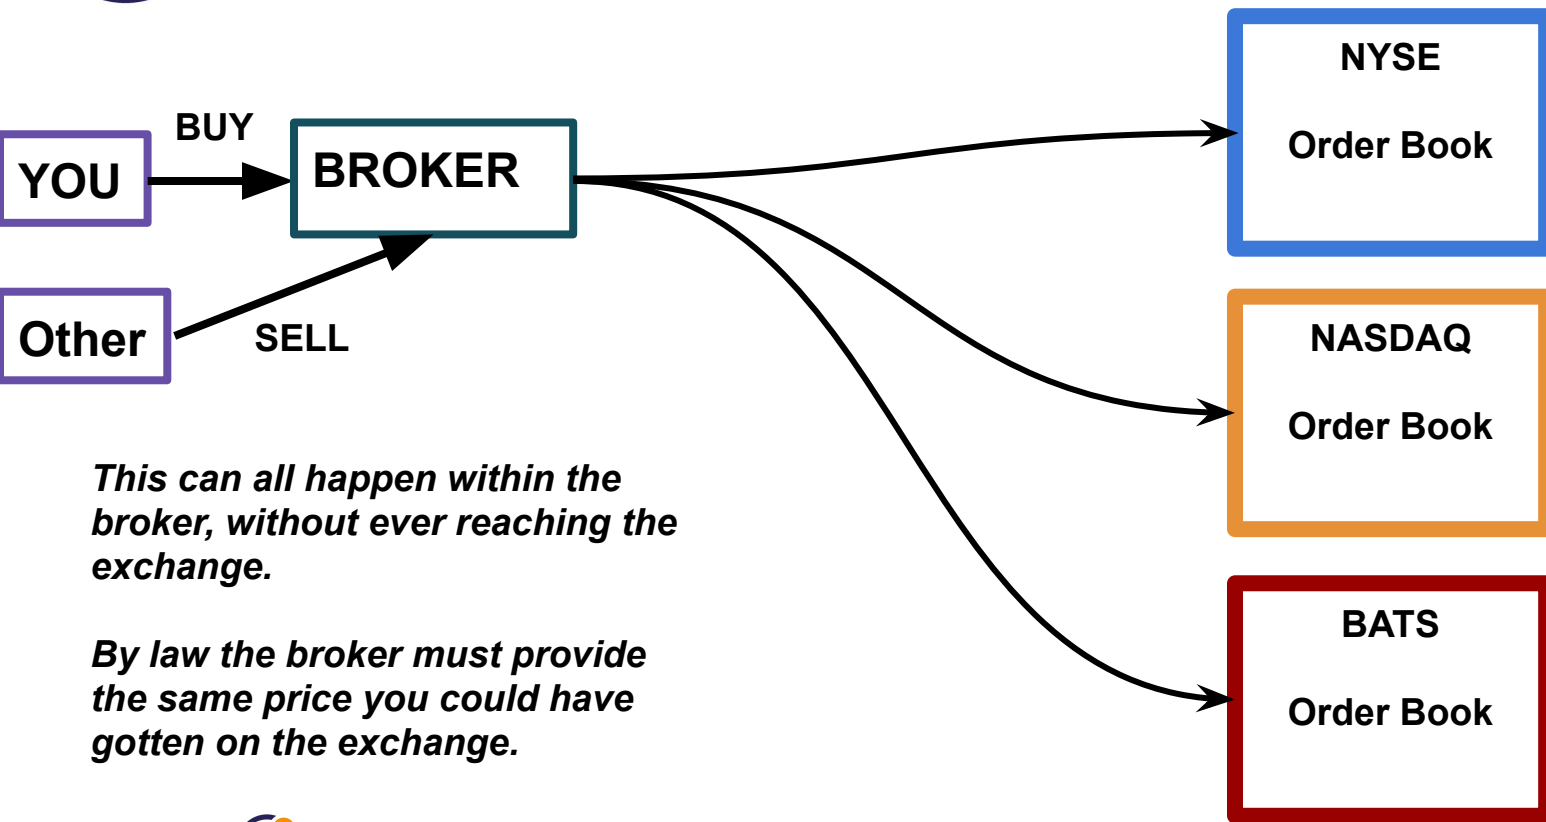 BUY
YOU
BROKER
Other
SELL
This can all happen within the
broker, without ever reaching the
exchange.
By law the broker must provide
the same price you could have
gotten on the exchange.
NYSE
Order Book
NASDAQ
Order Book
BATS
Order Book